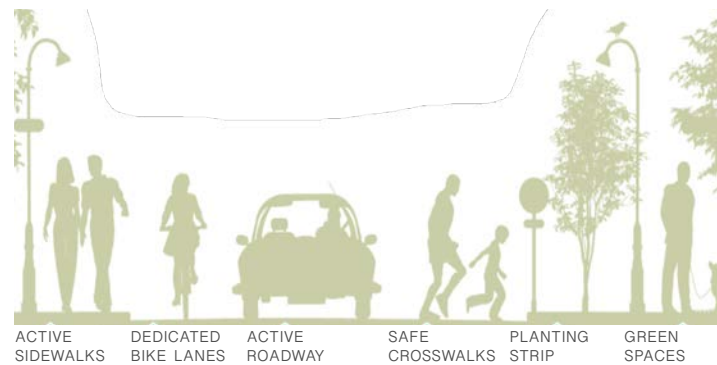 ACTIVE SIDEWALKS
DEDICATED BIKE LANES
ACTIVE ROADWAY
SAFE CROSSWALKS
PLANTING STRIP
GREEN SPACES